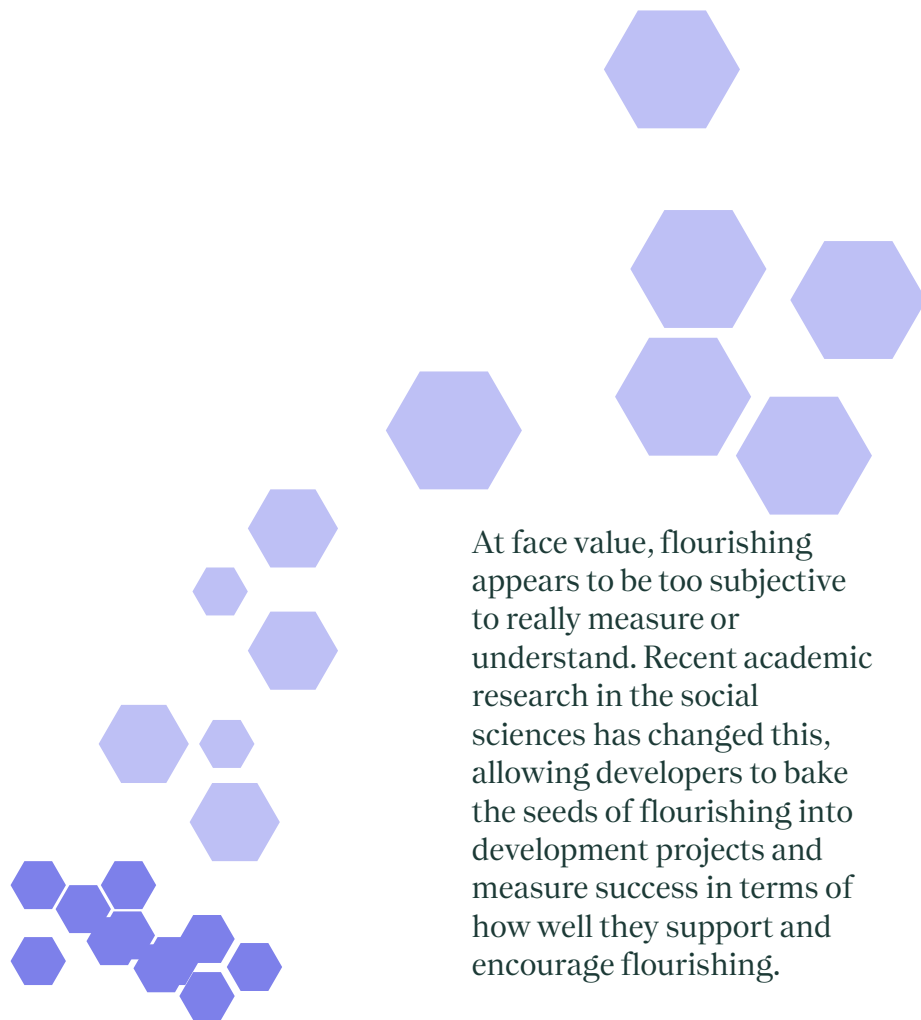 At face value, flourishing
appears to be too subjective
to really measure or
understand. Recent academic
research in the social
sciences has changed this,
allowing developers to bake
the seeds of flourishing into
development projects and
measure success in terms of
how well they support and
encourage flourishing.